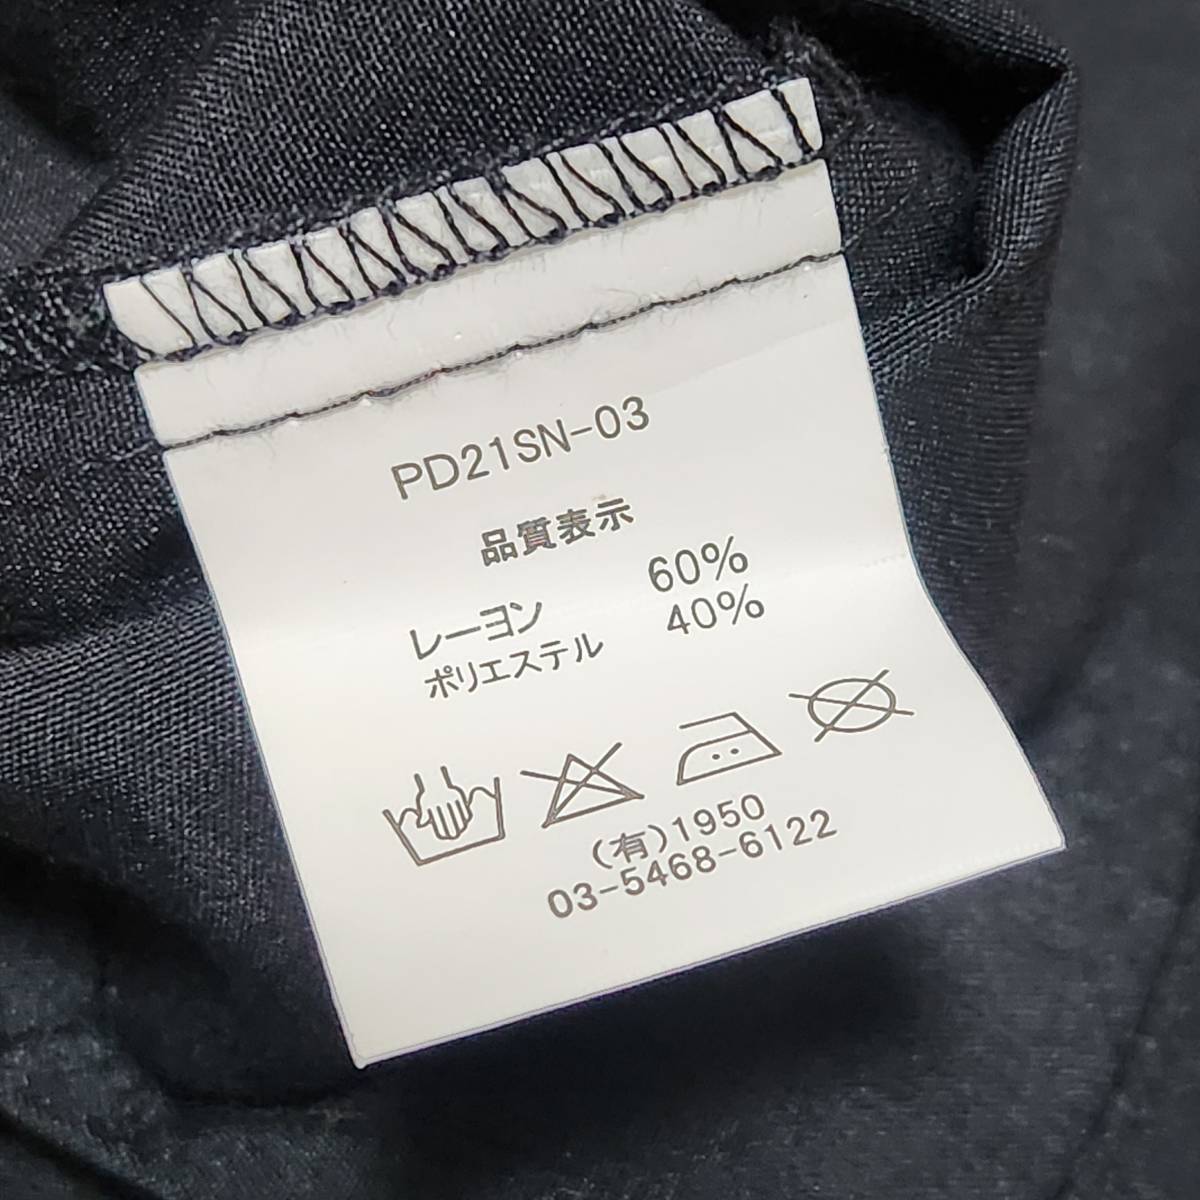 PD21SN-03
品質表示
レーヨン 60%
ポリエステル 40%
(有)1950
03-5468-6122